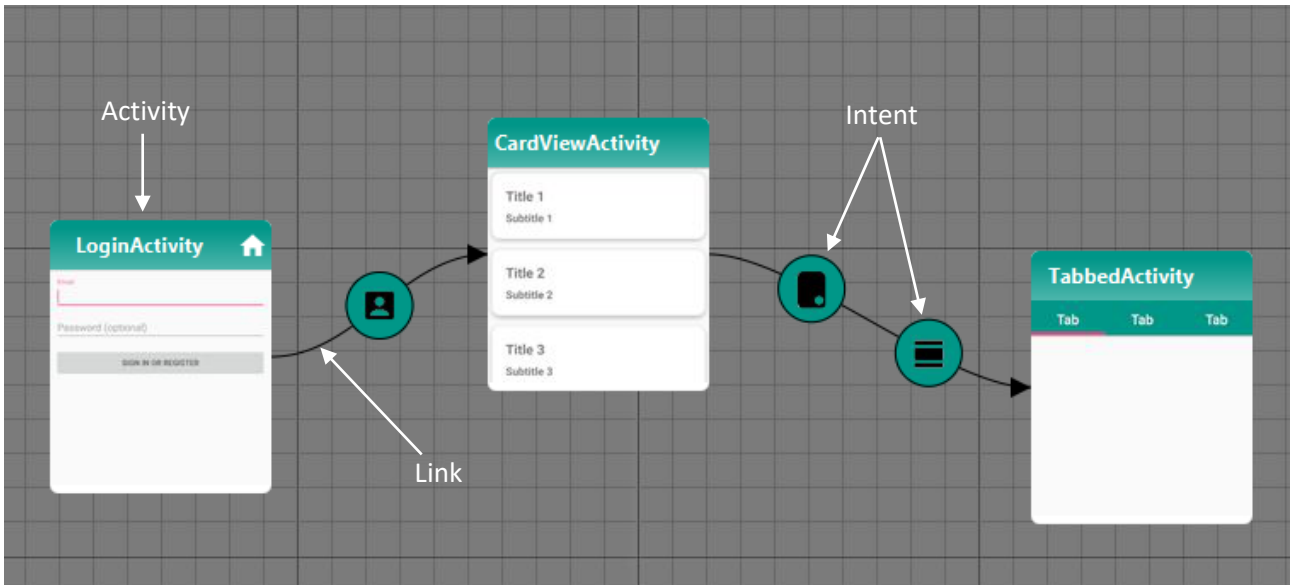 Activity
LoginActivity
Email
Password (optional)
SIGN IN OR REGISTER
Link
CardViewActivity
Title 1
Subtitle 1
Title 2
Subtitle 2
Title 3
Subtitle 3
Intent
TabbedActivity
Tab Tab Tab